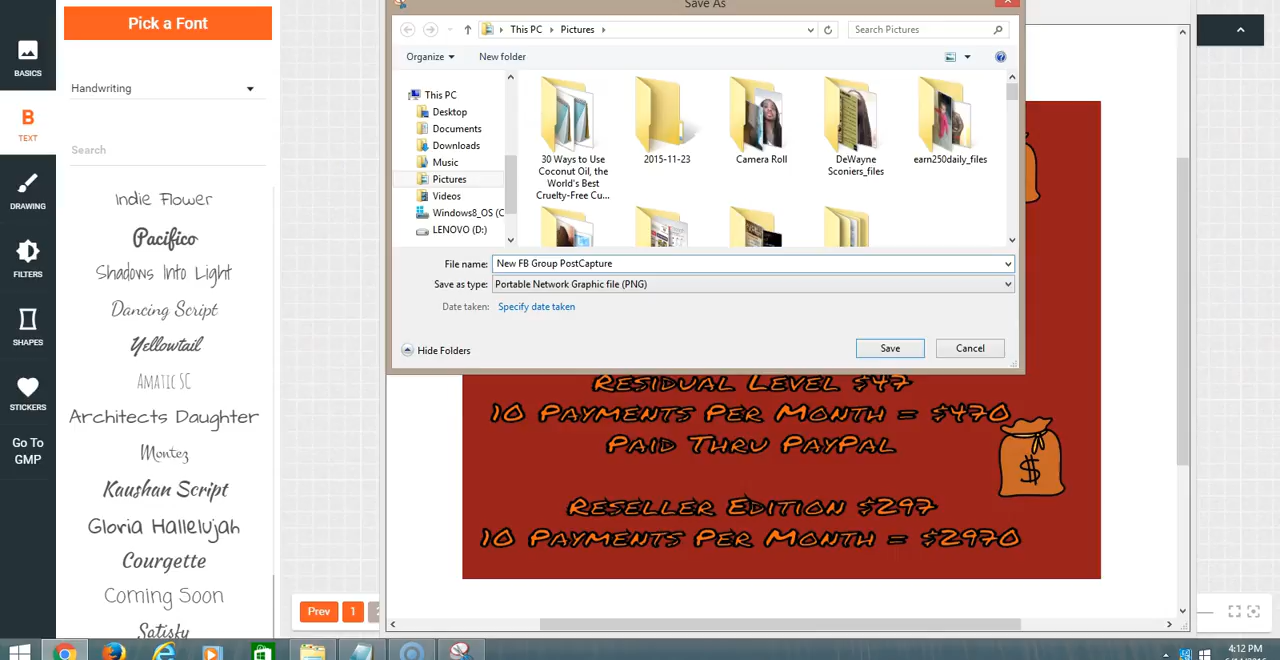 Save As
Pick a Font
This PC
Pictures
Search Pictures
Organize
New folder
BASICS
Handwriting
This PC
Desktop
Documents
Downloads
Music
Pictures
Videos
Windows8_OS (C
LENOVO (D:)
30 Ways to Use
Coconut Oil, the
World's Best
Cruelty-Free Cu...
2015-11-23
Camera Roll
DeWayne
Sconiers_files
earn250daily_files
B
TEXT
Search
DRAWING
FILTERS
SHAPES
STICKERS
Go To
GMP
Indie Flower
Pacifico
Shadows Into Light
Dancing Script
Yellowtail
Amatic SC
Architects Daughter
Montez
Kaushan Script
Gloria Hallelujah
Courgette
Coming Soon
Satisfy
File name: New FB Group PostCapture
Save as type: Portable Network Graphic file (PNG)
Date taken: Specify date taken
Hide Folders
Save
Cancel
Residual Level $47
10 Payments Per Month = $470
Paid Thru PayPal
$
Reseller Edition $297
10 Payments Per Month = $2970
Prev
1
4:12 PM